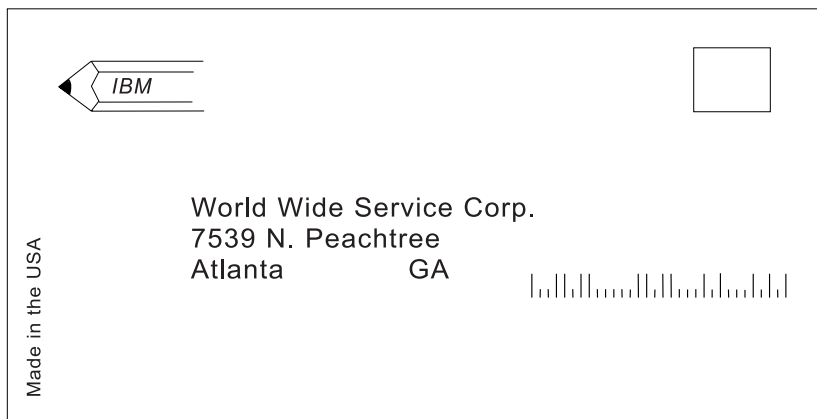 IBM
World Wide Service Corp.
7539 N. Peachtree
Atlanta GA
Made in the USA